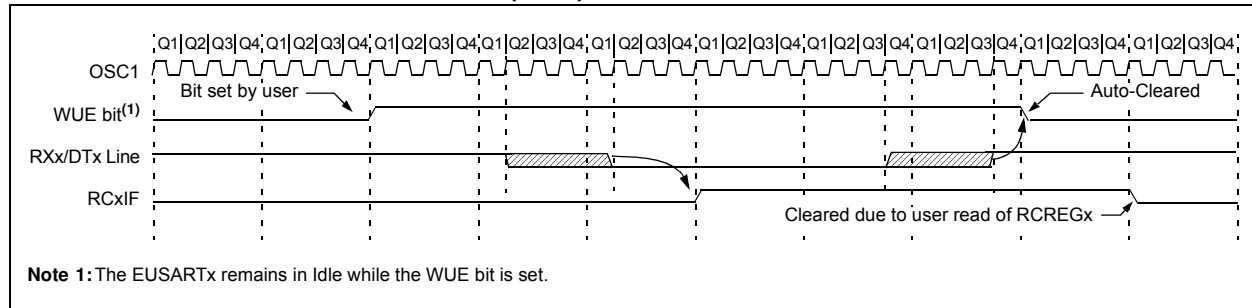 Q1 Q2 Q3 Q4 Q1 Q2 Q3 Q4 Q1 Q2 Q3 Q4 Q1 Q2 Q3 Q4 Q1 Q2 Q3 Q4 Q1 Q2 Q3 Q4 Q1 Q2 Q3 Q4 Q1 Q2 Q3 Q4 Q1 Q2 Q3 Q4 Q1 Q2 Q3 Q4
OSC1
Bit set by user
Auto-Cleared
WUE bit(1)
RXx/DTx Line
RCxIF
Cleared due to user read of RCREGx
Note 1: The EUSARTx remains in Idle while the WUE bit is set.